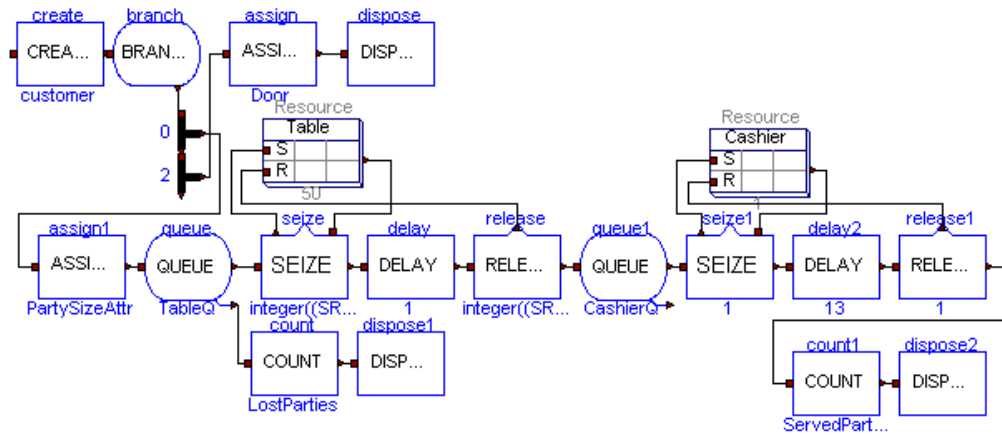 create branch assign dispose
CREA... BRAN... ASSI... DISP...
customer Door
Resource Resource
Table Cashier
0 S S
R R
2
50
seize seize1
assign1 queue delay release queue1 delay2 release1
ASSI... QUEUE SEIZE DELAY RELE... QUEUE SEIZE DELAY RELE...
PartySizeAttr TableQ integer((SR... 1 integer((SR... CashierQ 1 13 1
count dispose1
COUNT DISP...
LostParties
count1 dispose2
COUNT DISP...
ServedPart...